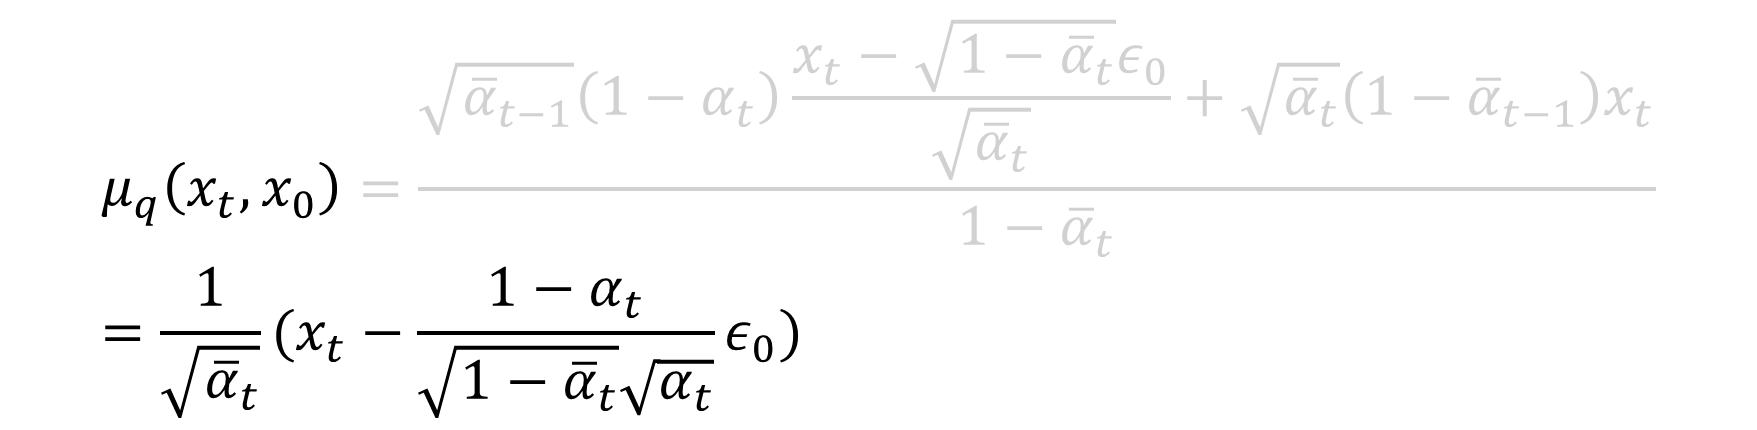 μ_q(x_t, x_0) = \frac{\sqrt{\bar{α}_{t-1}}(1 − α_t)\frac{x_t − \sqrt{1 − \bar{α}_t}ϵ_0}{\sqrt{\bar{α}_t}} + \sqrt{\bar{α}_t}(1 − \bar{α}_{t-1})x_t}{1 − \bar{α}_t}
= \frac{1}{\sqrt{\bar{α}_t}}(x_t − \frac{1 − α_t}{\sqrt{1 − \bar{α}_t}\sqrt{α_t}}ϵ_0)